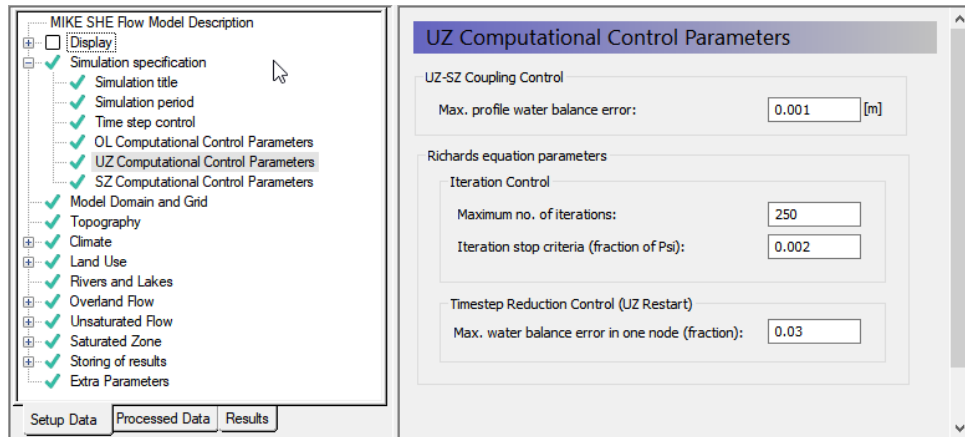 MIKE SHE Flow Model Description
Display
Simulation specification
Simulation title
Simulation period
Time step control
OL Computational Control Parameters
UZ Computational Control Parameters
SZ Computational Control Parameters
Model Domain and Grid
Topography
Climate
Land Use
Rivers and Lakes
Overland Flow
Unsaturated Flow
Saturated Zone
Storing of results
Extra Parameters
Setup Data Processed Data Results
UZ Computational Control Parameters
UZ-SZ Coupling Control
Max. profile water balance error: 0.001 [m]
Richards equation parameters
Iteration Control
Maximum no. of iterations: 250
Iteration stop criteria (fraction of Psi): 0.002
Timestep Reduction Control (UZ Restart)
Max. water balance error in one node (fraction): 0.03